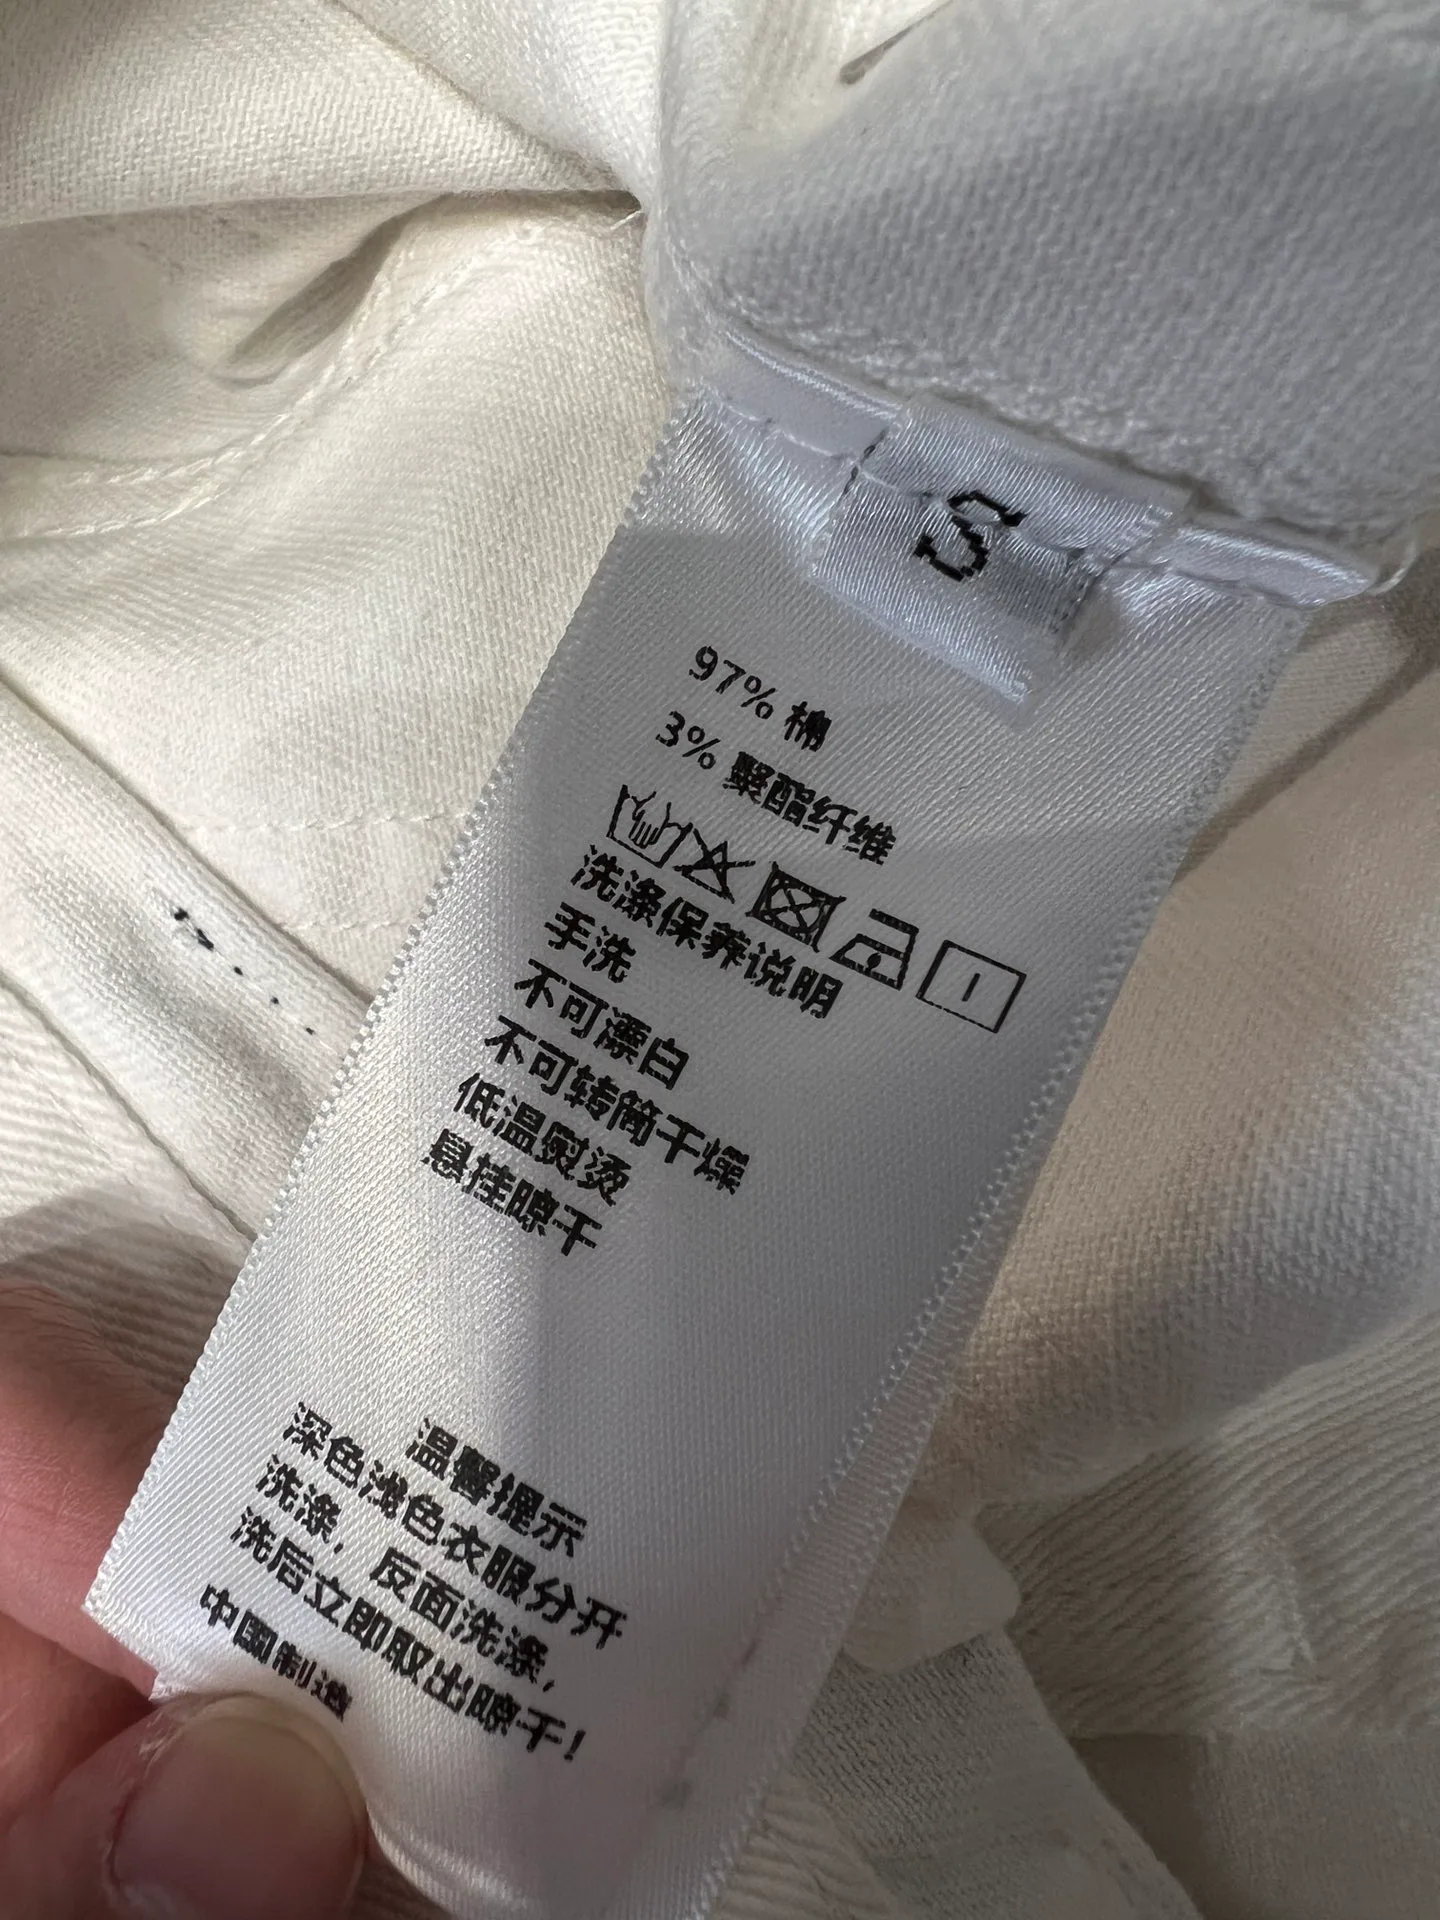 S
97% 棉
3% 聚酯纤维
洗涤保养说明
手洗
不可漂白
不可转筒干燥
低温熨烫
悬挂晾干
温馨提示
深色浅色衣服分开
洗涤，反面洗涤，
洗后立即取出晾干!
中国制造